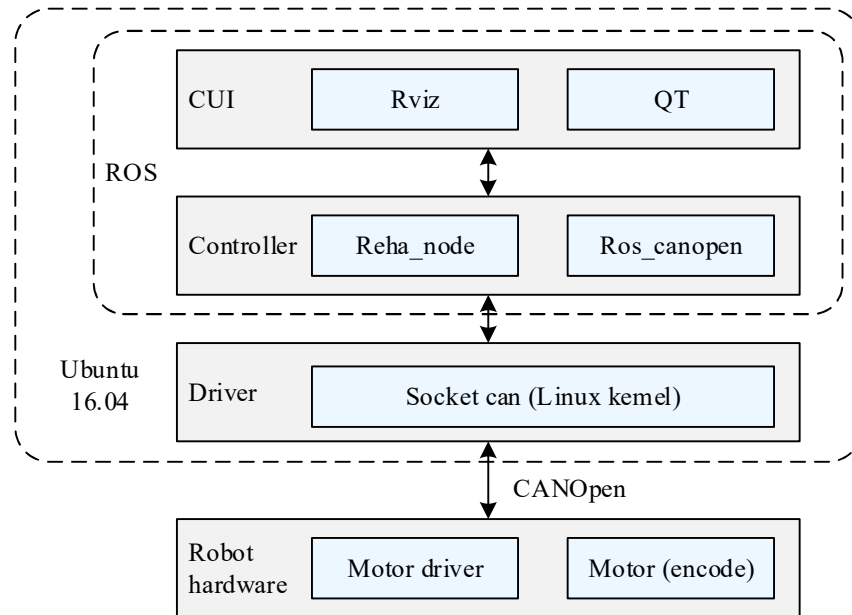 CUI
Rviz
QT
ROS
Controller
Reha_node
Ros_canopen
Ubuntu
16.04
Driver
Socket can (Linux kernel)
CANOpen
Robot
hardware
Motor driver
Motor (encode)